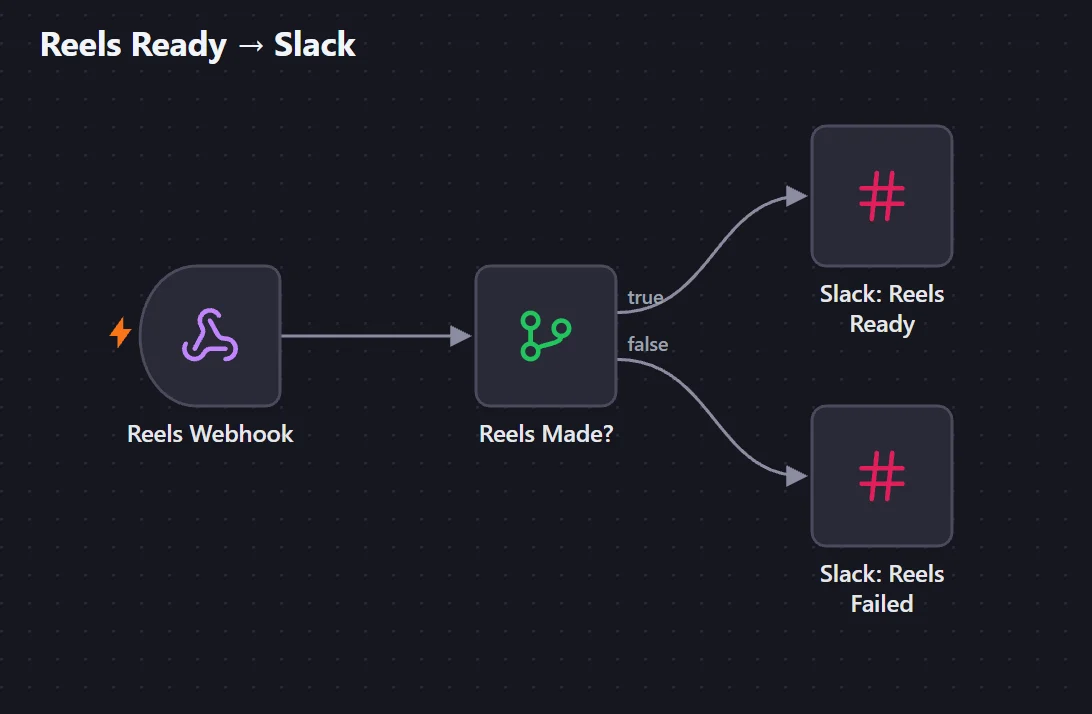 Reels Ready → Slack
true
false
Reels Webhook
Reels Made?
Slack: Reels
Ready
Slack: Reels
Failed